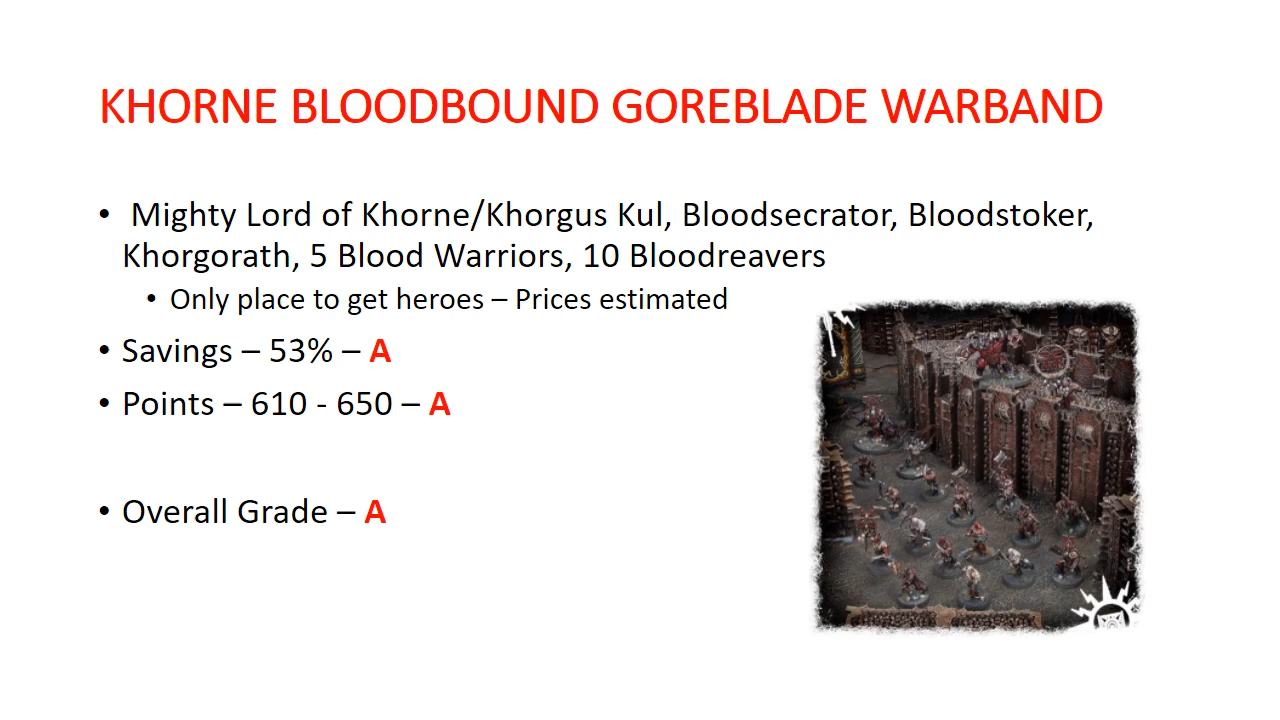 KHORNE BLOODBOUND GOREBLADE WARBAND
• Mighty Lord of Khorne/Khorgus Kul, Bloodsecrator, Bloodstoker,
Khorgorath, 5 Blood Warriors, 10 Bloodreavers
• Only place to get heroes – Prices estimated
• Savings – 53% – A
• Points – 610 - 650 – A
• Overall Grade – A